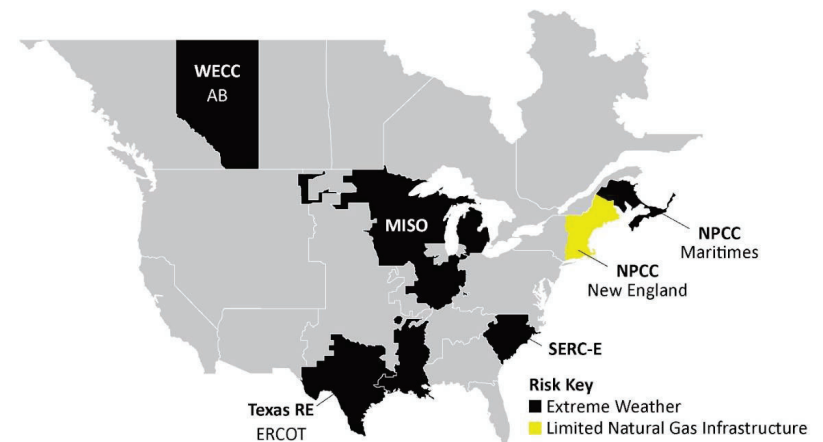 WECC
AB
MISO
NPCC
Maritimes
NPCC
New England
SERC-E
Texas RE
ERCOT
Risk Key
Extreme Weather
Limited Natural Gas Infrastructure